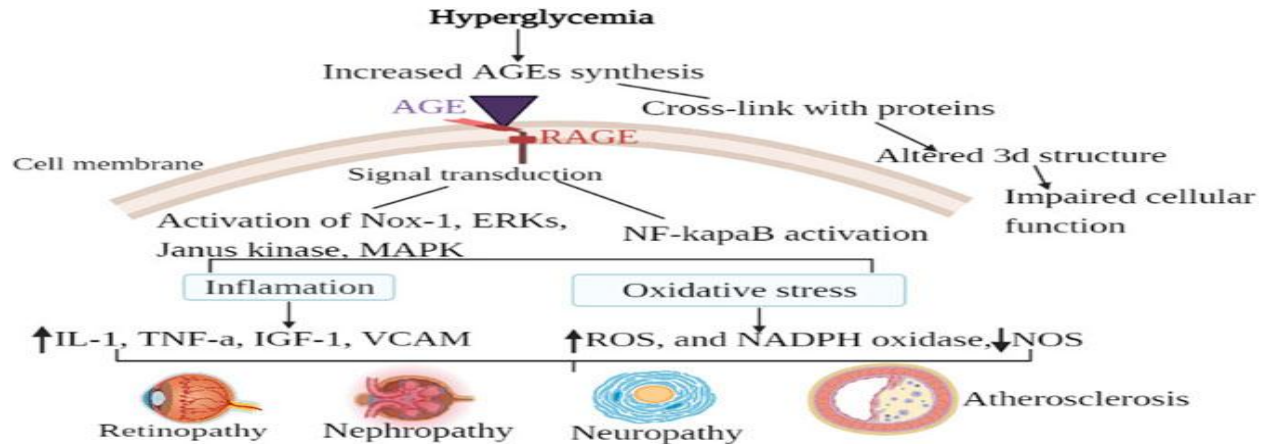 Hyperglycemia
Increased AGEs synthesis
AGE
Cross-link with proteins
RAGE
Cell membrane
Altered 3d structure
Signal transduction
Impaired cellular
function
Activation of Nox-1, ERKs,
Janus kinase, MAPK
NF-kapaB activation
Inflamation
Oxidative stress
IL-1, TNF-a, IGF-1, VCAM
ROS, and NADPH oxidase, NOS
Retinopathy
Nephropathy
Neuropathy
Atherosclerosis